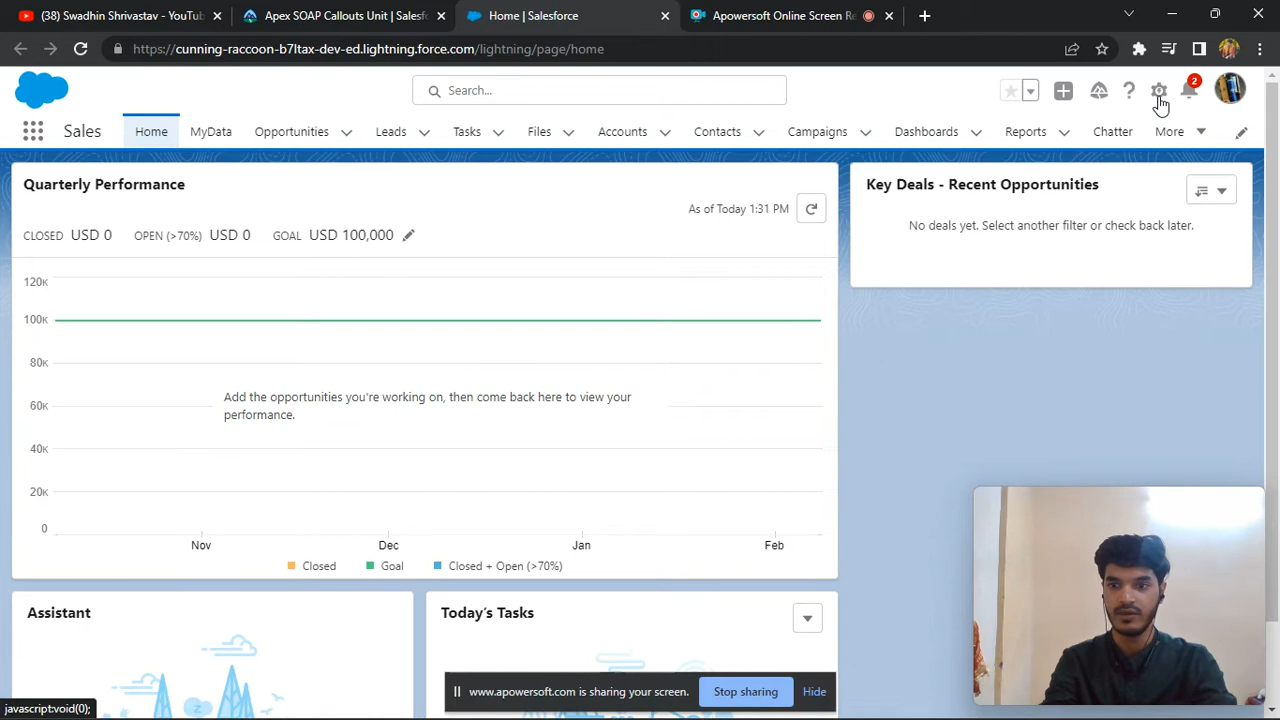 (38) Swadhin Shrivastav - YouTub
Apex SOAP Callouts Unit | Salesf
Home | Salesforce
Apowersoft Online Screen Re
https://cunning-raccoon-b7ltax-dev-ed.lightning.force.com/lightning/page/home
Search...
2
Sales
Home
MyData
Opportunities
Leads
Tasks
Files
Accounts
Contacts
Campaigns
Dashboards
Reports
Chatter
More
Quarterly Performance
As of Today 1:31 PM
CLOSED USD 0 OPEN (>70%) USD 0 GOAL USD 100,000
120K
100K
80K
60K
40K
20K
0
Add the opportunities you're working on, then come back here to view your
performance.
Nov
Dec
Jan
Feb
Closed
Goal
Closed + Open (>70%)
Key Deals - Recent Opportunities
No deals yet. Select another filter or check back later.
Assistant
Today's Tasks
www.apowersoft.com is sharing your screen.
Stop sharing
Hide
javascript:void(0);